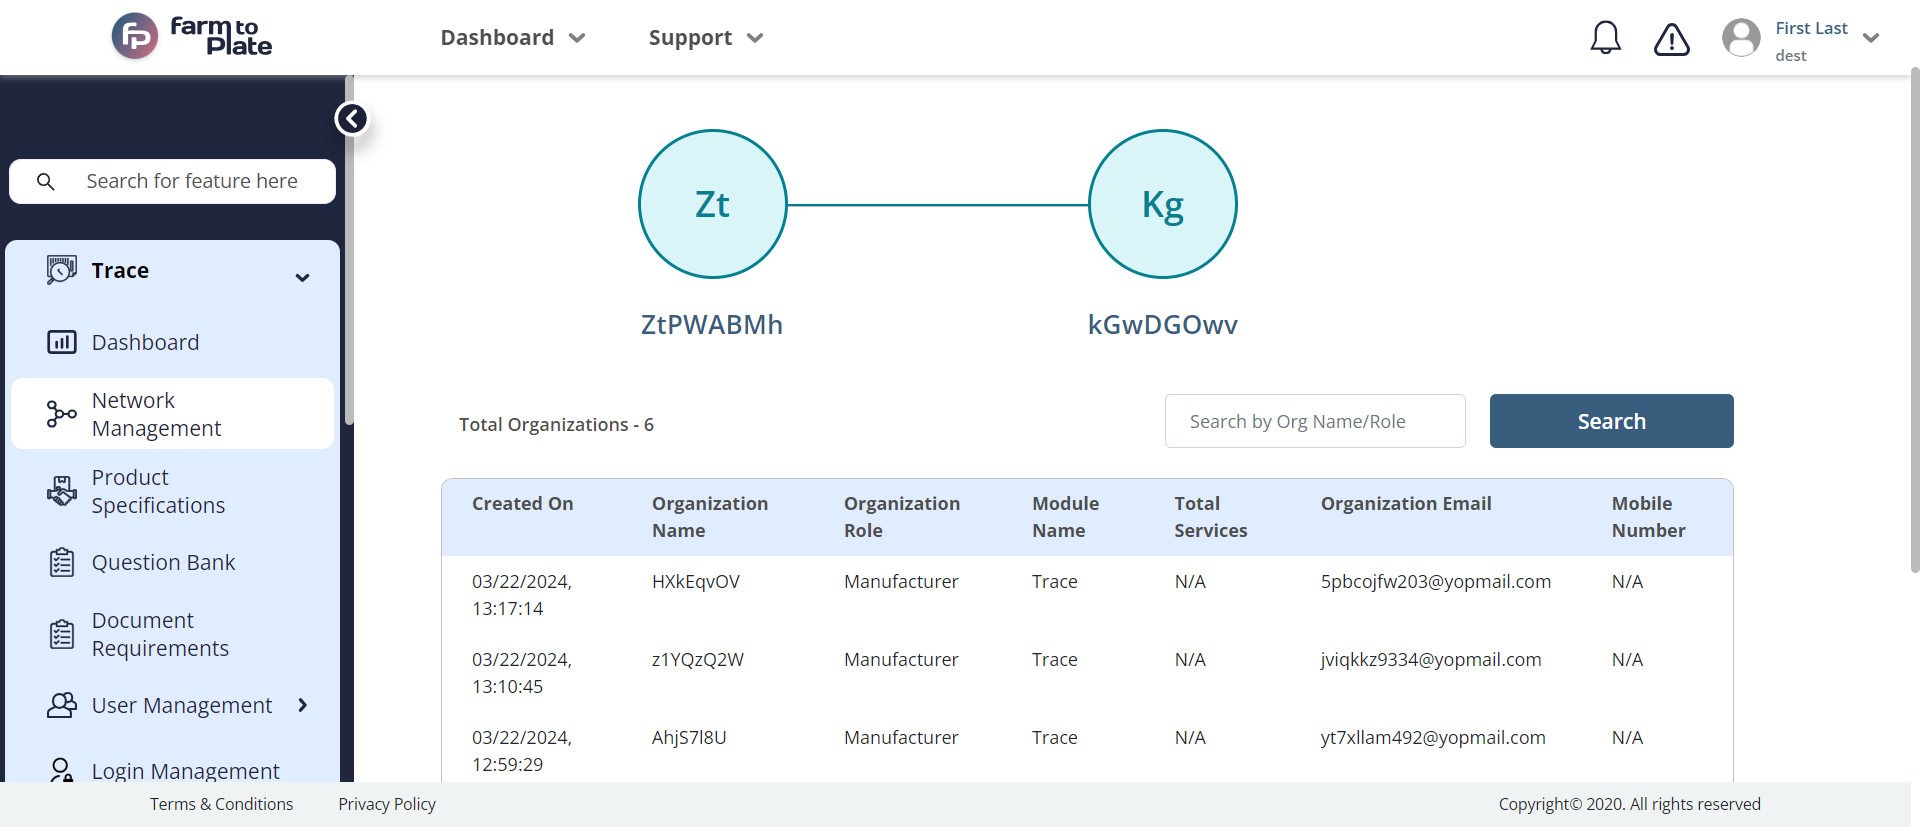 farm to
Plate
Dashboard
Support
First Last
dest
Search for feature here
Trace
Dashboard
Network
Management
Product
Specifications
Question Bank
Document
Requirements
User Management
Login Management
Zt
Kg
ZtPWABMh
kGwDGOwv
Total Organizations - 6
Search by Org Name/Role
Search
Created On
Organization
Name
Organization
Role
Module
Name
Total
Services
Organization Email
Mobile
Number
03/22/2024,
13:17:14
HXkEqvOV
Manufacturer
Trace
N/A
5pbcojfw203@yopmail.com
N/A
03/22/2024,
13:10:45
z1YQzQ2W
Manufacturer
Trace
N/A
jviqkkz9334@yopmail.com
N/A
03/22/2024,
12:59:29
AhjS7l8U
Manufacturer
Trace
N/A
yt7xllam492@yopmail.com
N/A
Terms & Conditions
Privacy Policy
Copyright© 2020. All rights reserved